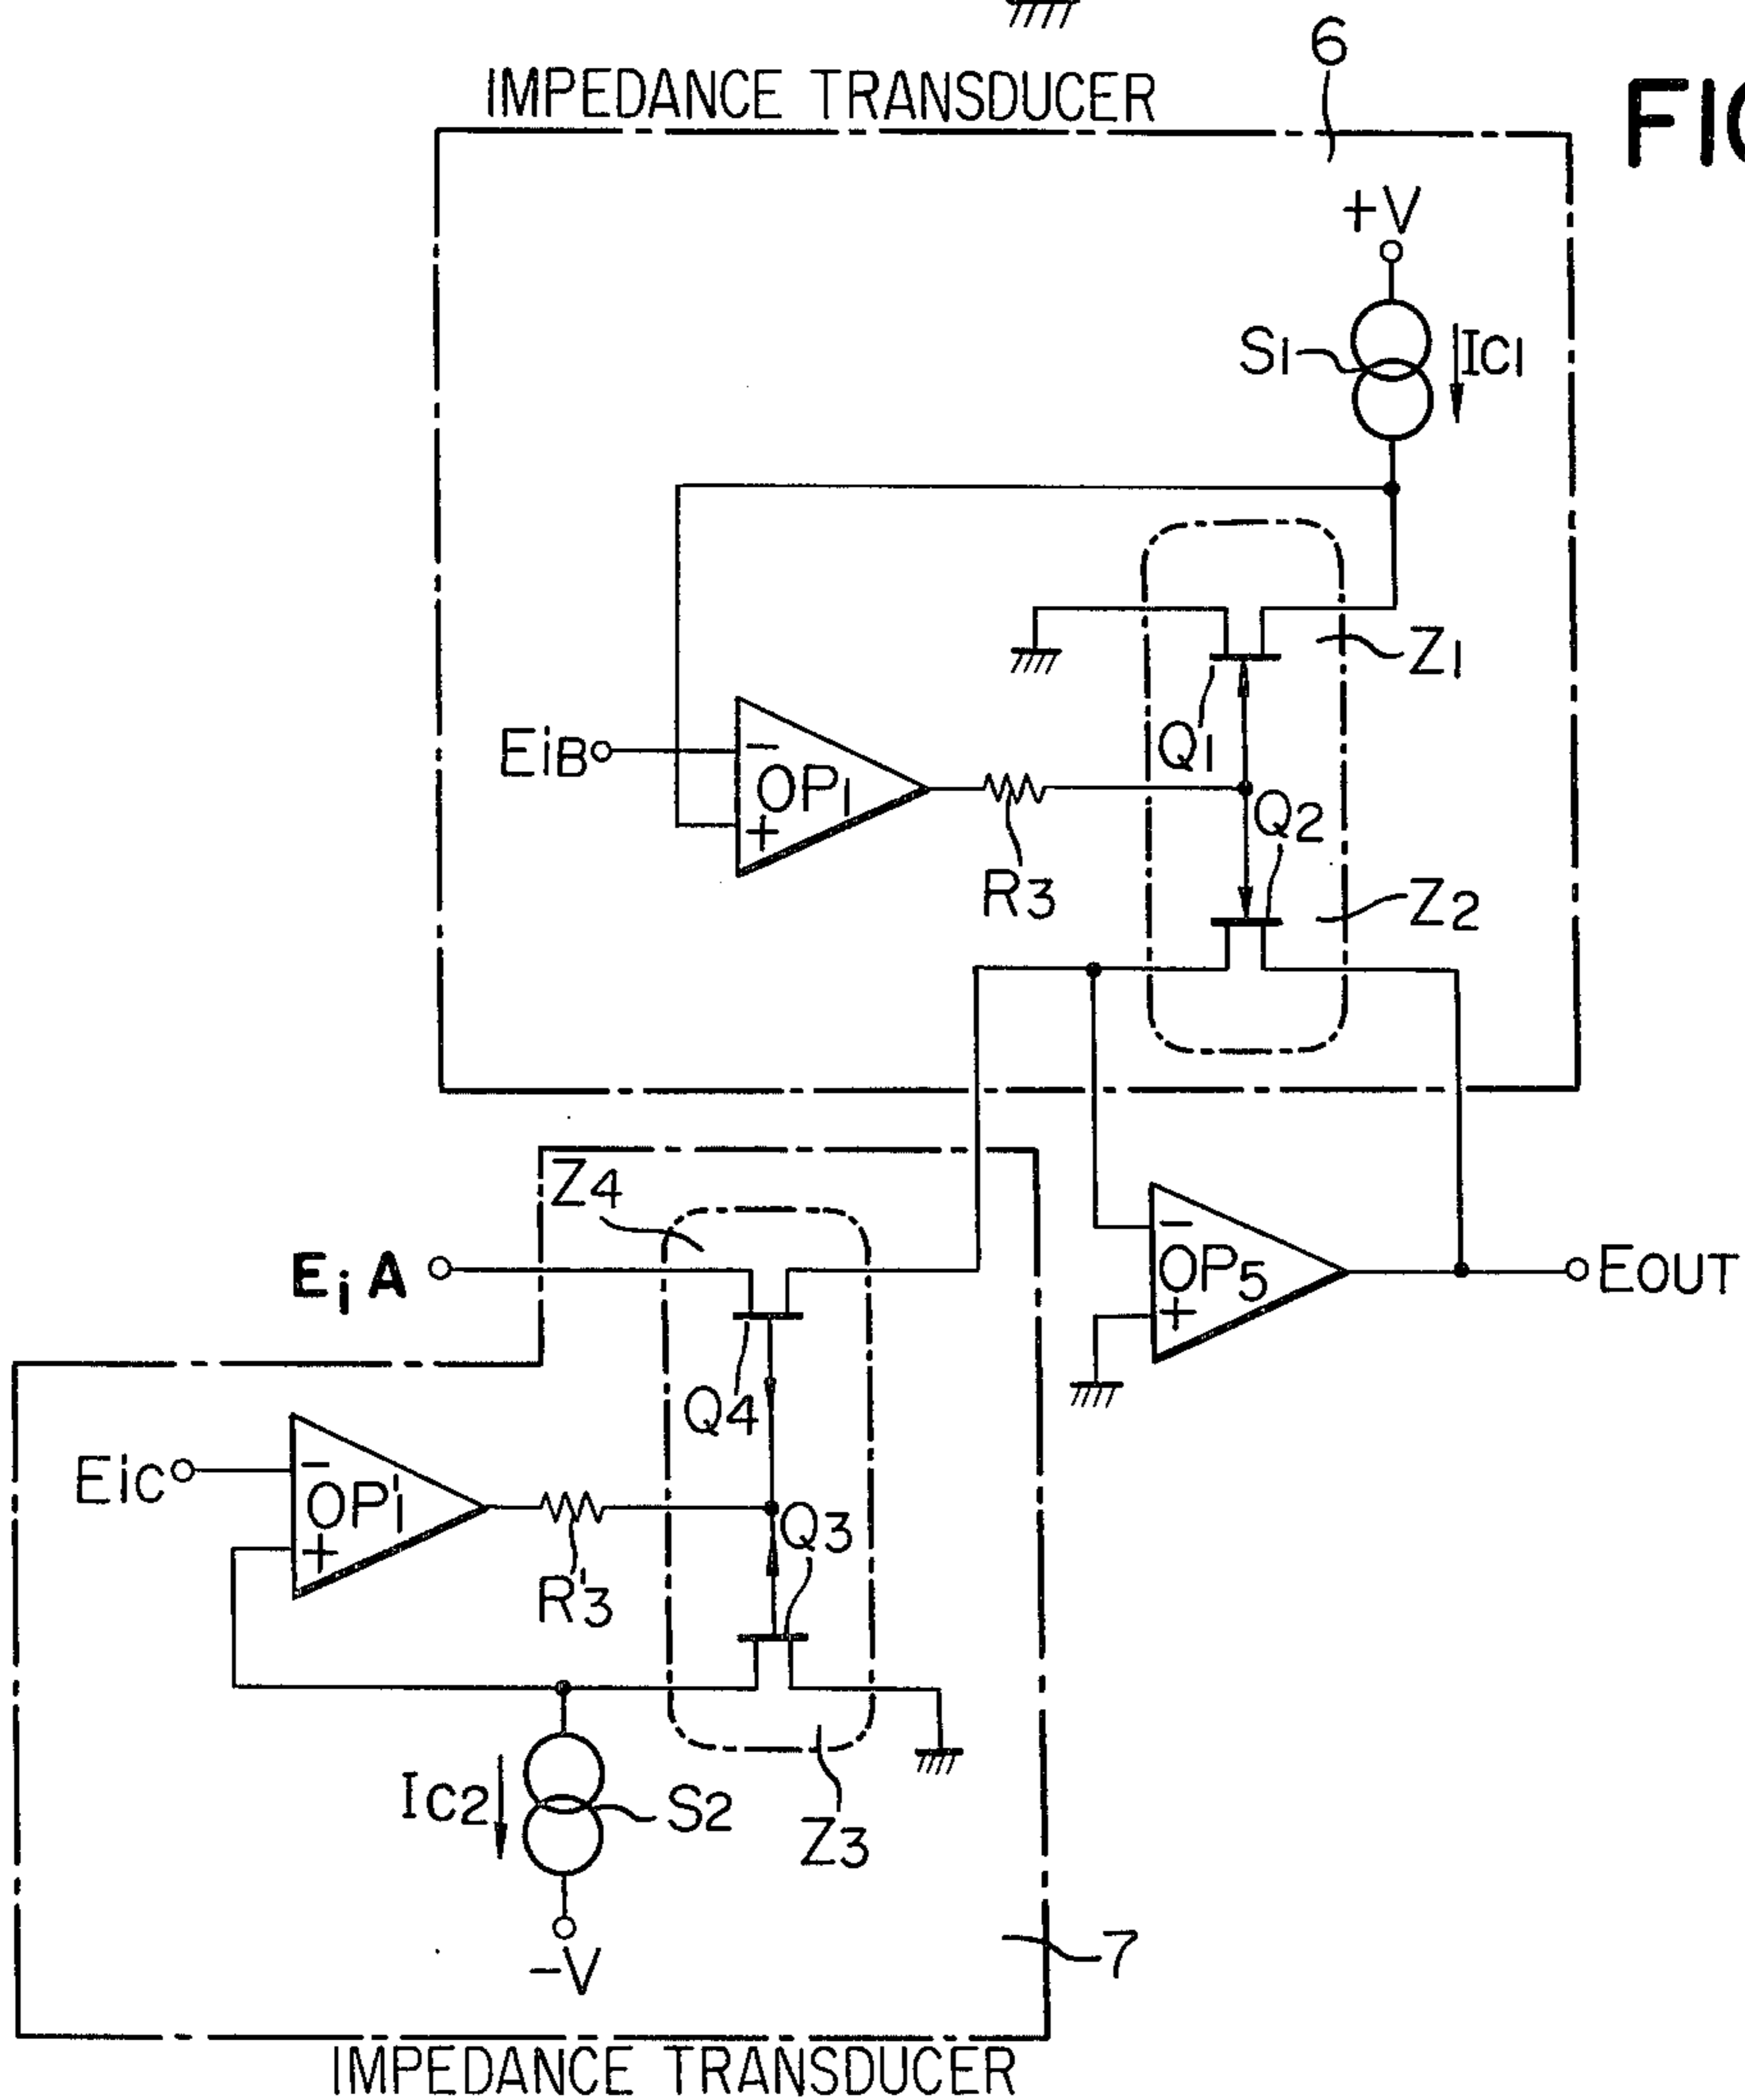 6
IMPEDANCE TRANSDUCER
FIG
+V
S1
IC1
Z1
Q1
EiB
−
OP1
+
Q2
R3
Z2
Z4
EiA
−
OP5
+
EOUT
Q4
EiC
−
OP'1
+
Q3
R'3
IC2
S2
Z3
−V
7
IMPEDANCE TRANSDUCER